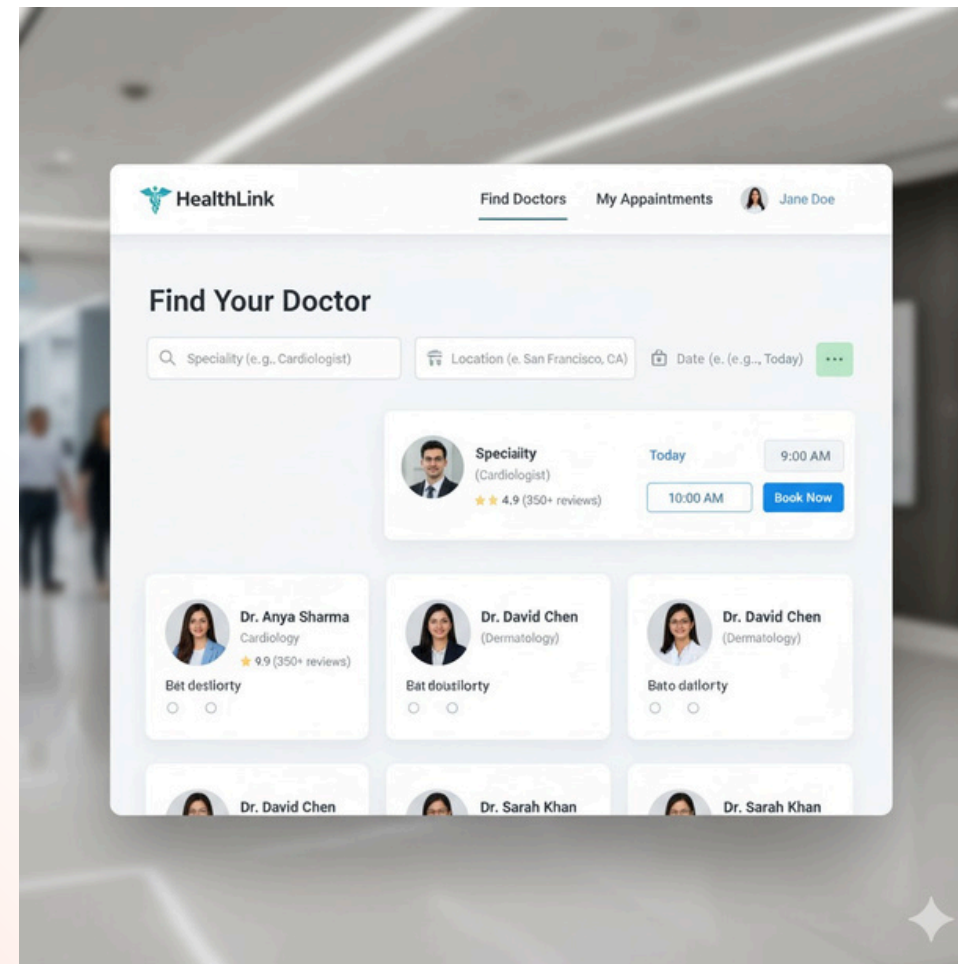 HealthLink
Find Doctors
My Appaintments
Jane Doe
Find Your Doctor
Speciality (e.g., Cardiologist)
Location (e. San Francisco, CA)
Date (e. (e.g.., Today)
Speciailty
(Cardiologist)
4.9 (350+ reviews)
Today
9:00 AM
10:00 AM
Book Now
Dr. Anya Sharma
Cardiology
9.9 (350+ reviews)
Bet desliorty
Dr. David Chen
(Dermatology)
Bat doustilorty
Dr. David Chen
(Dermatology)
Bato datlorty
Dr. David Chen
Dr. Sarah Khan
Dr. Sarah Khan